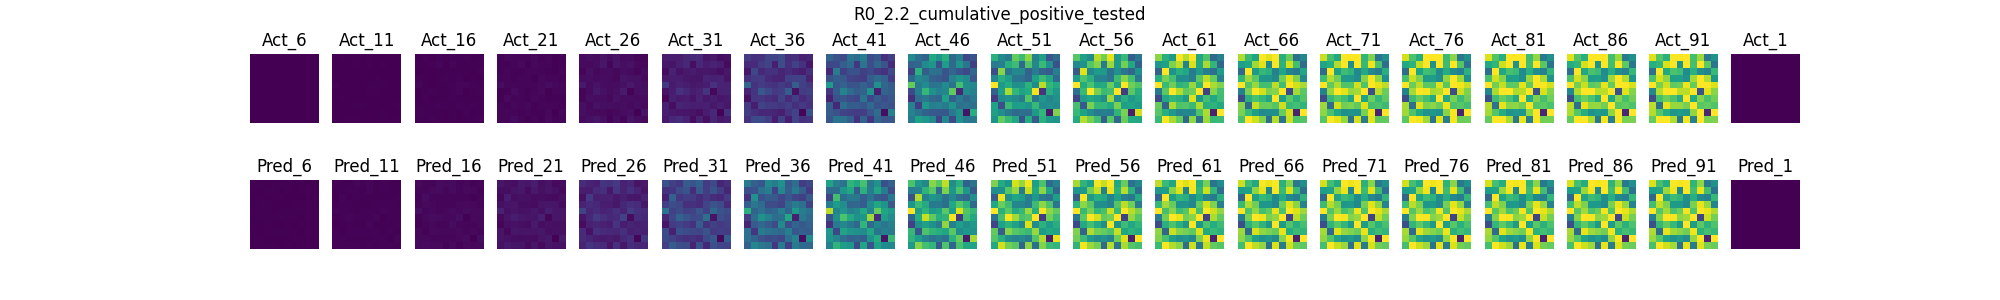 R0_2.2_cumulative_positive_tested
Act_6 Act_11 Act_16 Act_21 Act_26 Act_31 Act_36 Act_41 Act_46 Act_51 Act_56 Act_61 Act_66 Act_71 Act_76 Act_81 Act_86 Act_91 Act_1
Pred_6 Pred_11 Pred_16 Pred_21 Pred_26 Pred_31 Pred_36 Pred_41 Pred_46 Pred_51 Pred_56 Pred_61 Pred_66 Pred_71 Pred_76 Pred_81 Pred_86 Pred_91 Pred_1